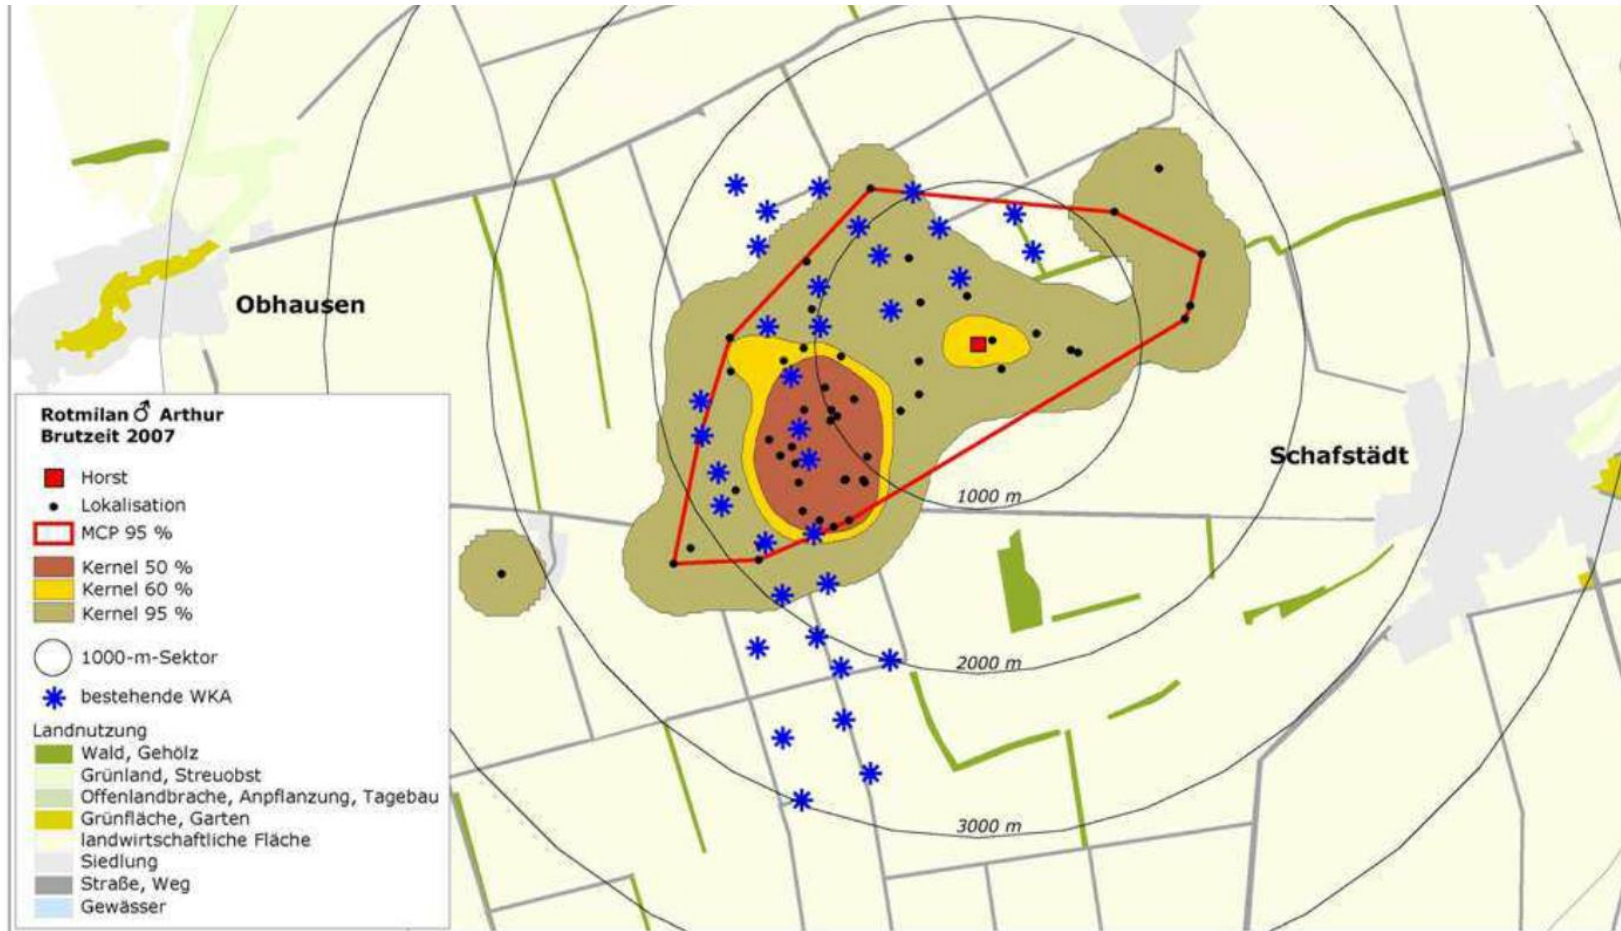 Obhausen
Schafstädt
1000 m
2000 m
3000 m
Rotmilan ♂ Arthur
Brutzeit 2007
Horst
Lokalisation
MCP 95 %
Kernel 50 %
Kernel 60 %
Kernel 95 %
1000-m-Sektor
bestehende WKA
Landnutzung
Wald, Gehölz
Grünland, Streuobst
Offenlandbrache, Anpflanzung, Tagebau
Grünfläche, Garten
landwirtschaftliche Fläche
Siedlung
Straße, Weg
Gewässer